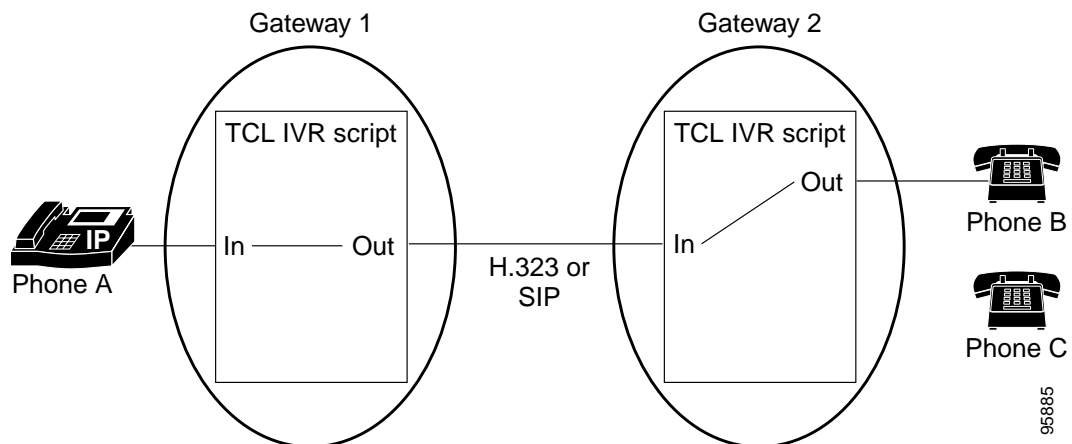 Gateway 1
Gateway 2
TCL IVR script
TCL IVR script
Out
IP
In
Out
In
Phone A
H.323 or
SIP
Phone B
Phone C
95885